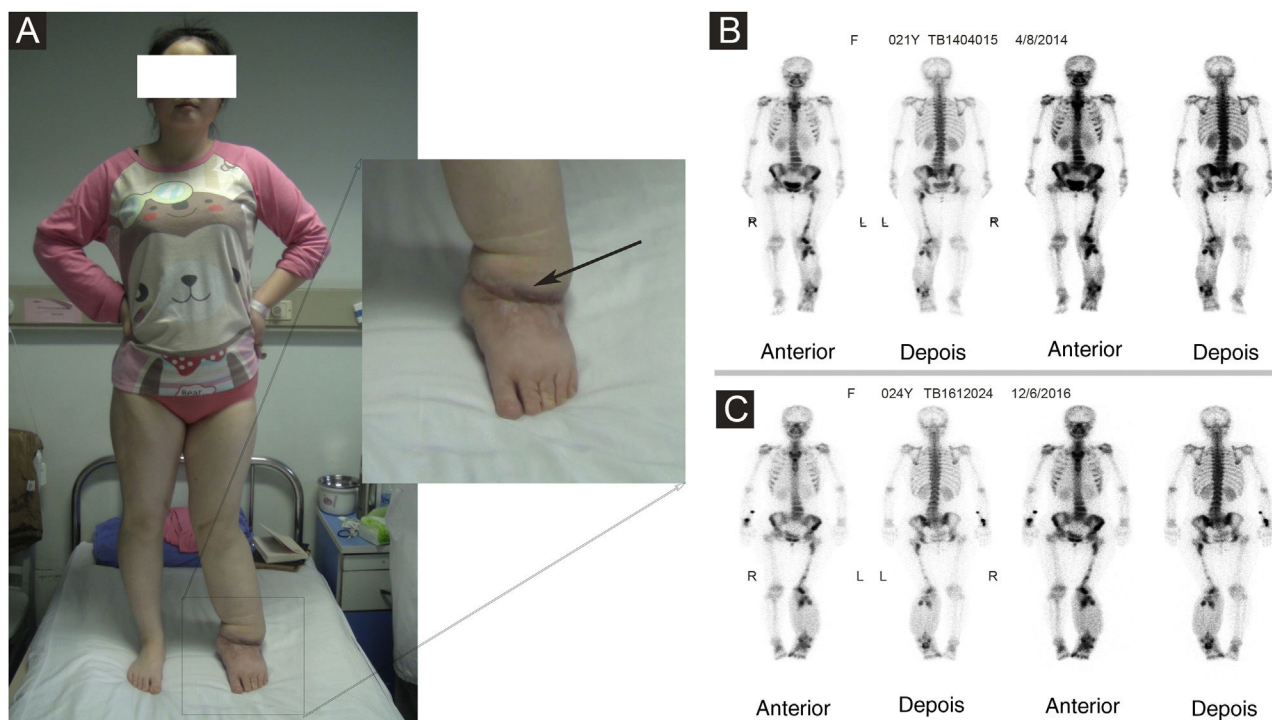 A
Bear
B
F 021Y TB1404015 4/8/2014
R L L R
Anterior Depois Anterior Depois
C
F 024Y TB1612024 12/6/2016
R L L R
Anterior Depois Anterior Depois